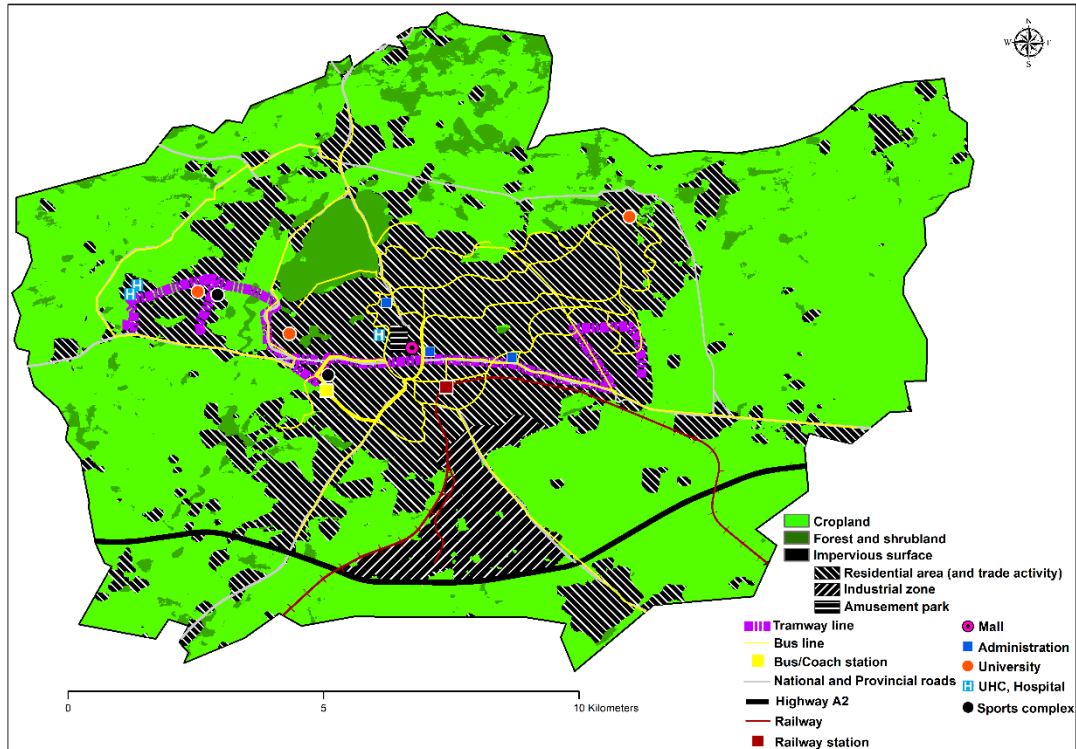 N
W E
S
Cropland
Forest and shrubland
Impervious surface
Residential area (and trade activity)
Industrial zone
Amusement park
Tramway line
Bus line
Bus/Coach station
National and Provincial roads
Highway A2
Railway
Railway station
Mall
Administration
University
H UHC, Hospital
Sports complex
H
H
H
0 5 10 Kilometers